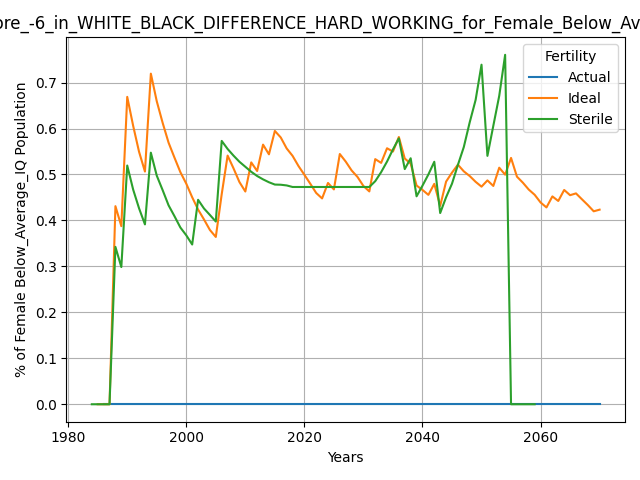 ore_-6_in_WHITE_BLACK_DIFFERENCE_HARD_WORKING_for_Female_Below_Av
Fertility
Actual
Ideal
Sterile
% of Female Below_Average_IQ Population
0.7
0.6
0.5
0.4
0.3
0.2
0.1
0.0
1980
2000
2020
2040
2060
Years